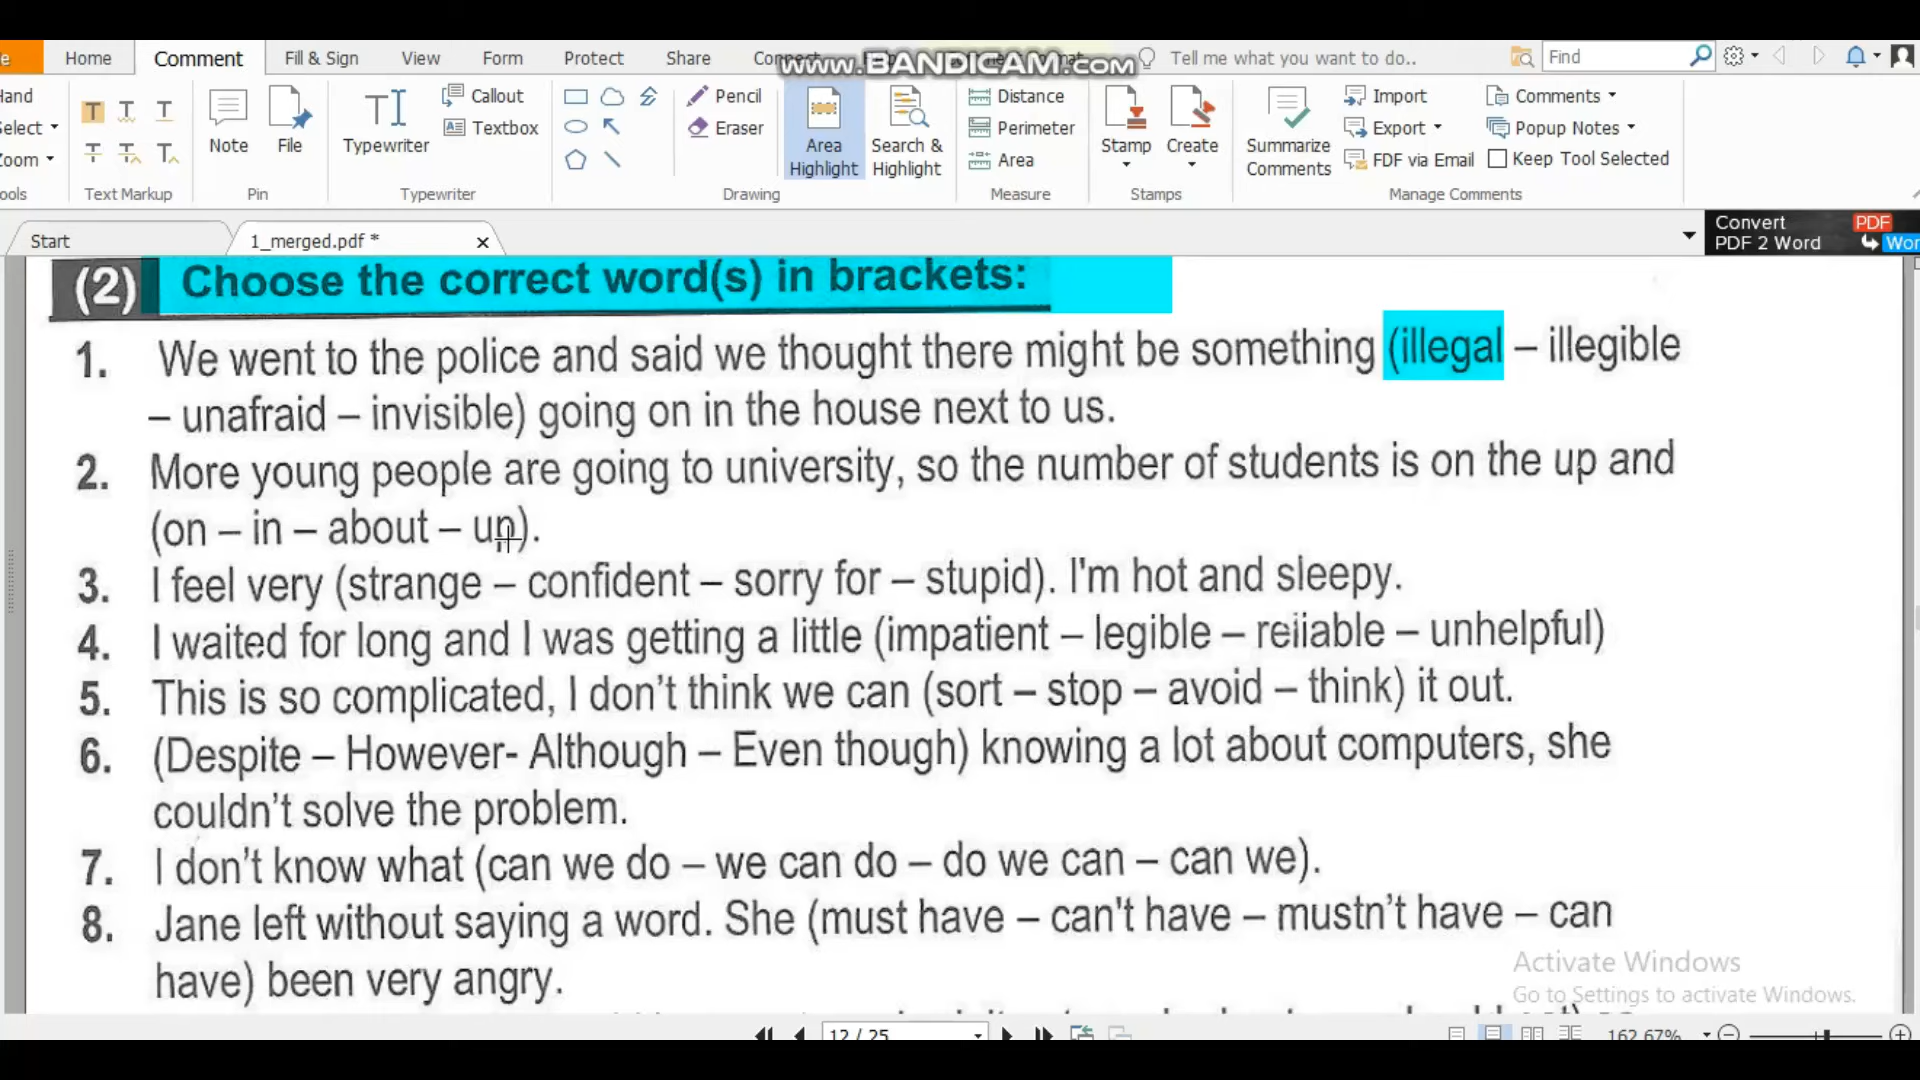 www.BANDICAM.com
e Home Comment Fill & Sign View Form Protect Share Connect Tell me what you want to do.. Find
Hand Select Zoom
Note File Typewriter Callout Textbox Pencil Eraser Area Highlight Search & Highlight Distance Perimeter Area Stamp Create Summarize Comments Import Export FDF via Email Comments Popup Notes Keep Tool Selected
Text Markup Pin Typewriter Drawing Measure Stamps Manage Comments
Start 1_merged.pdf *
Convert PDF
PDF 2 Word Wor
(2) Choose the correct word(s) in brackets:
1. We went to the police and said we thought there might be something (illegal – illegible
– unafraid – invisible) going on in the house next to us.
2. More young people are going to university, so the number of students is on the up and
(on – in – about – up).
3. I feel very (strange – confident – sorry for – stupid). I'm hot and sleepy.
4. I waited for long and I was getting a little (impatient – legible – reliable – unhelpful)
5. This is so complicated, I don't think we can (sort – stop – avoid – think) it out.
6. (Despite – However- Although – Even though) knowing a lot about computers, she
couldn't solve the problem.
7. I don't know what (can we do – we can do – do we can – can we).
8. Jane left without saying a word. She (must have – can't have – mustn't have – can
have) been very angry.
Activate Windows
Go to Settings to activate Windows.
12 / 25 162.67%